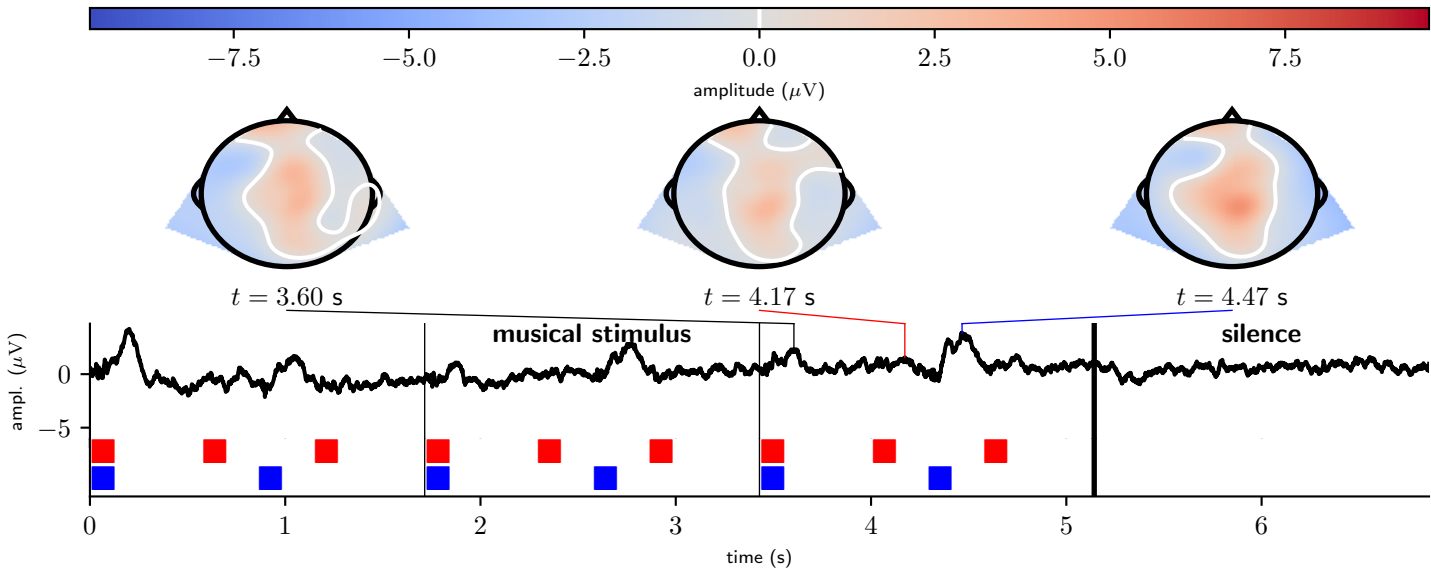 −7.5 −5.0 −2.5 0.0 2.5 5.0 7.5
amplitude (μV)
t = 3.60 s t = 4.17 s t = 4.47 s
musical stimulus silence
0
−5
ampl. (μV)
0 1 2 3 4 5 6
time (s)